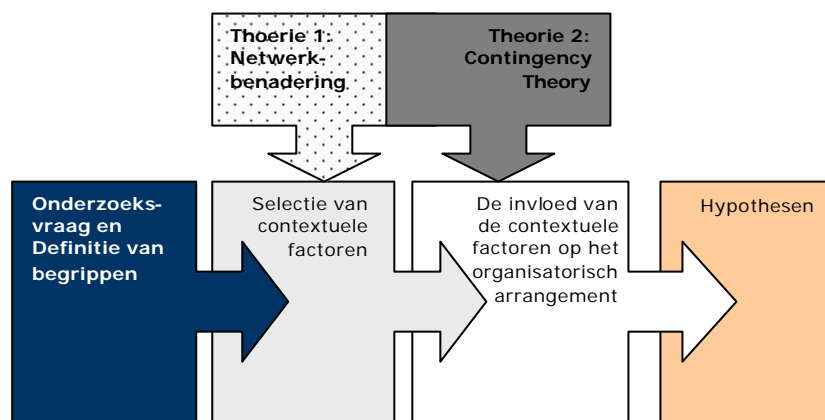 Thoerie 1:
Netwerk-
benadering
Theorie 2:
Contingency
Theory
Onderzoeks-
vraag en
Definitie van
begrippen
Selectie van
contextuele
factoren
De invloed van
de contextuele
factoren op het
organisatorisch
arrangement
Hypothesen